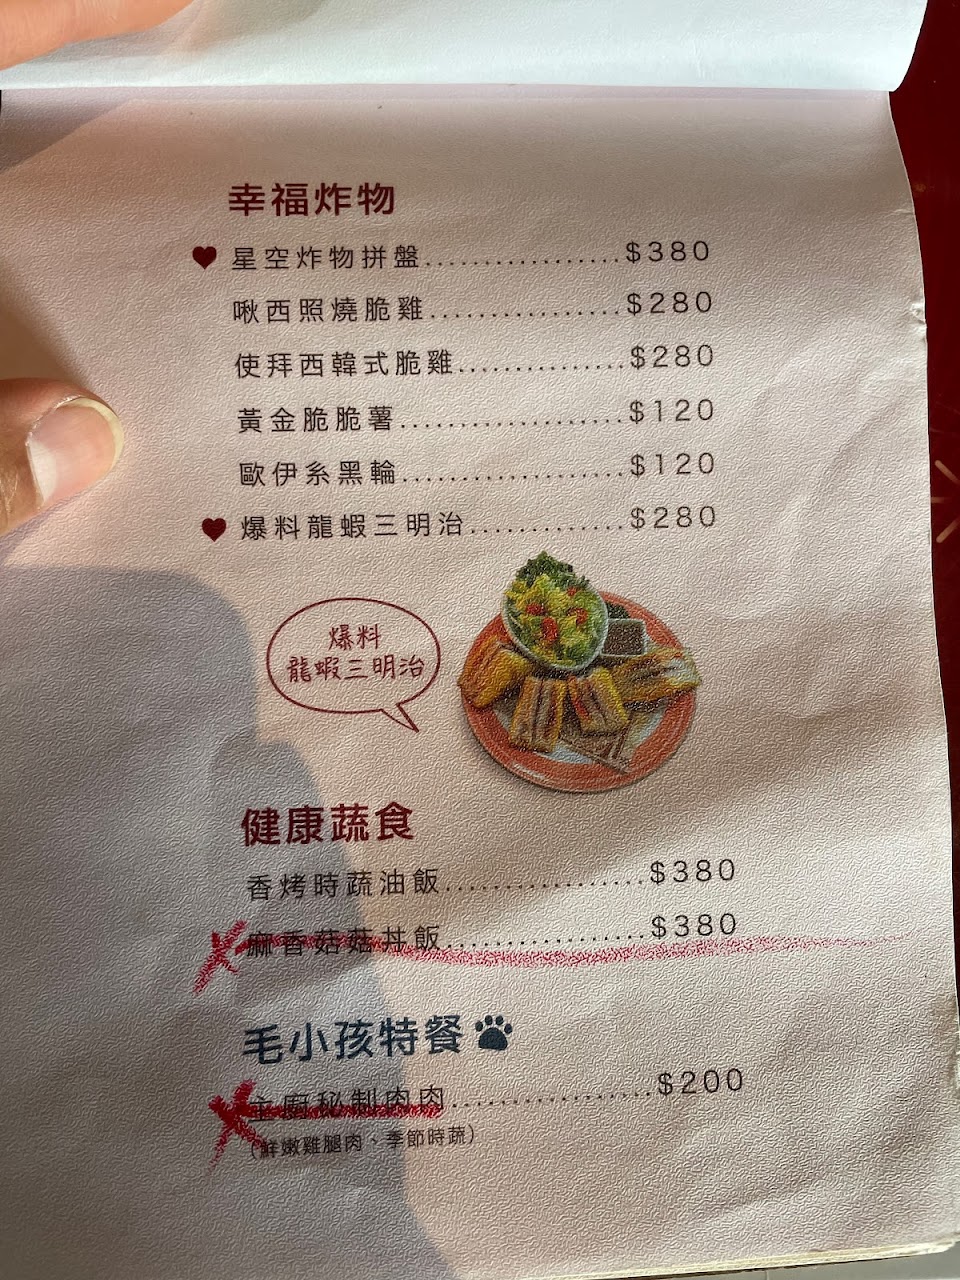 幸福炸物
♥ 星空炸物拼盤..................$380
啾西照燒脆雞................$280
使拜西韓式脆雞...............$280
黃金脆脆薯....................$120
歐伊糸黑輪....................$120
♥ 爆料龍蝦三明治..............$280
爆料
龍蝦三明治
健康蔬食
香烤時蔬油飯..................$380
麻香菇菇丼飯..................$380
毛小孩特餐
主廚秘制肉肉..................$200
(鮮嫩雞腿肉、季節時蔬)